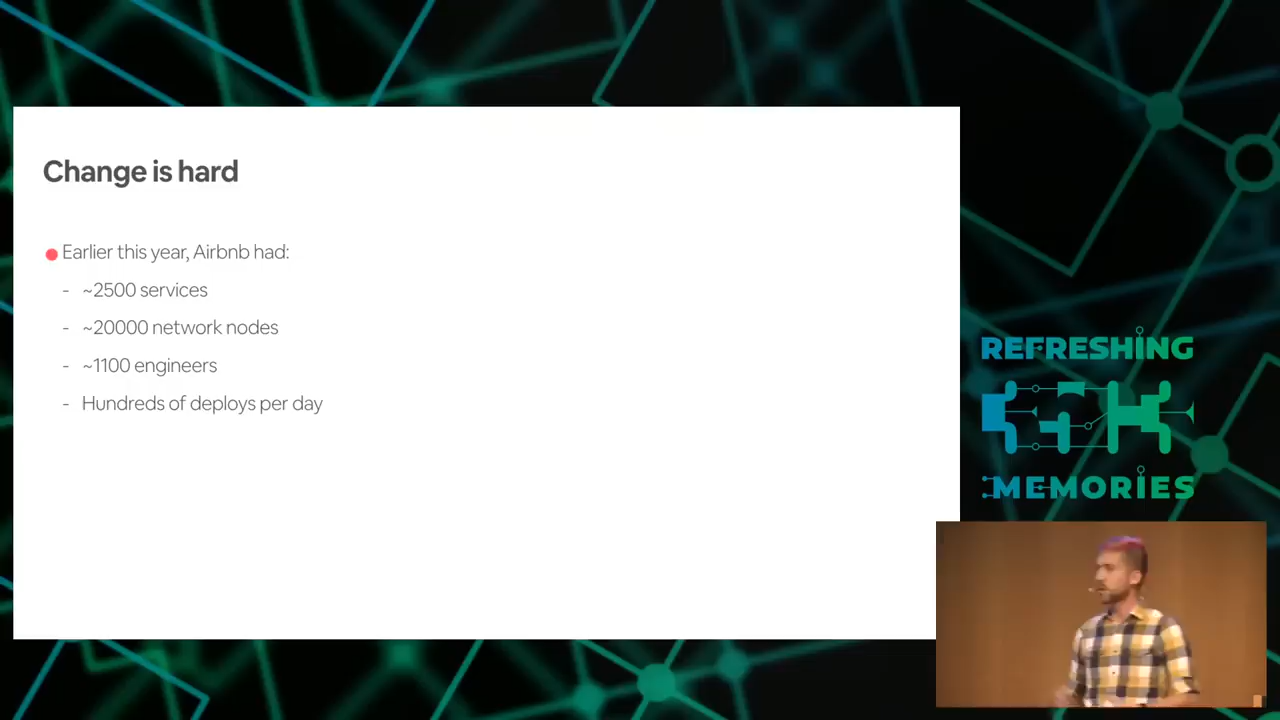 Change is hard
Earlier this year, Airbnb had:
- ~2500 services
- ~20000 network nodes
- ~1100 engineers
- Hundreds of deploys per day
REFRESHING
MEMORIES